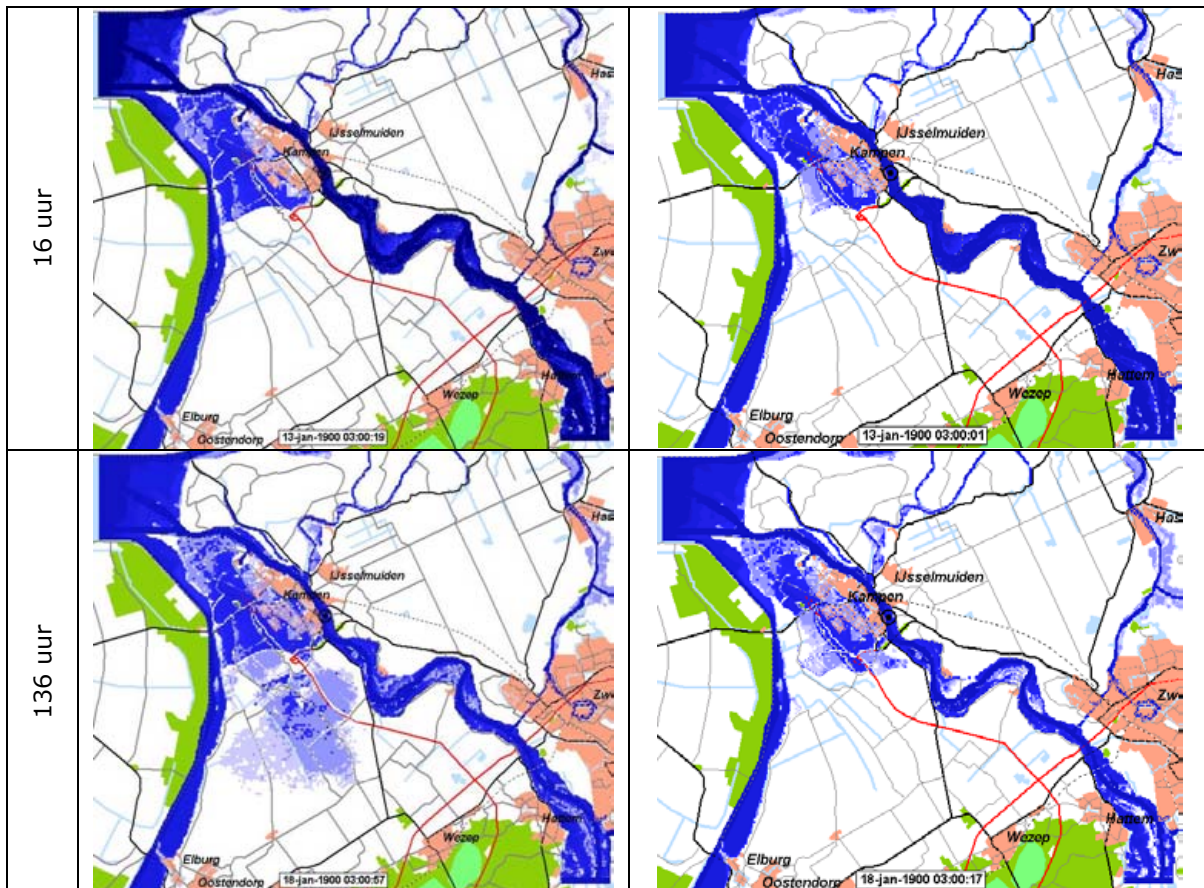 16 uur
Has
IJsselmuiden
Kampen
Zw
Hattem
Wezep
Elburg
Oostendorp
13-jan-1900 03:00:19
Has
IJsselmuiden
Kampen
Zw
Hattem
Wezep
Elburg
Oostendorp
13-jan-1900 03:00:01
136 uur
Has
IJsselmuiden
Kampen
Zw
Hattem
Wezep
Elburg
Oostendorp
18-jan-1900 03:00:57
Has
IJsselmuiden
Kampen
Zw
Hattem
Wezep
Elburg
Oostendorp
18-jan-1900 03:00:17